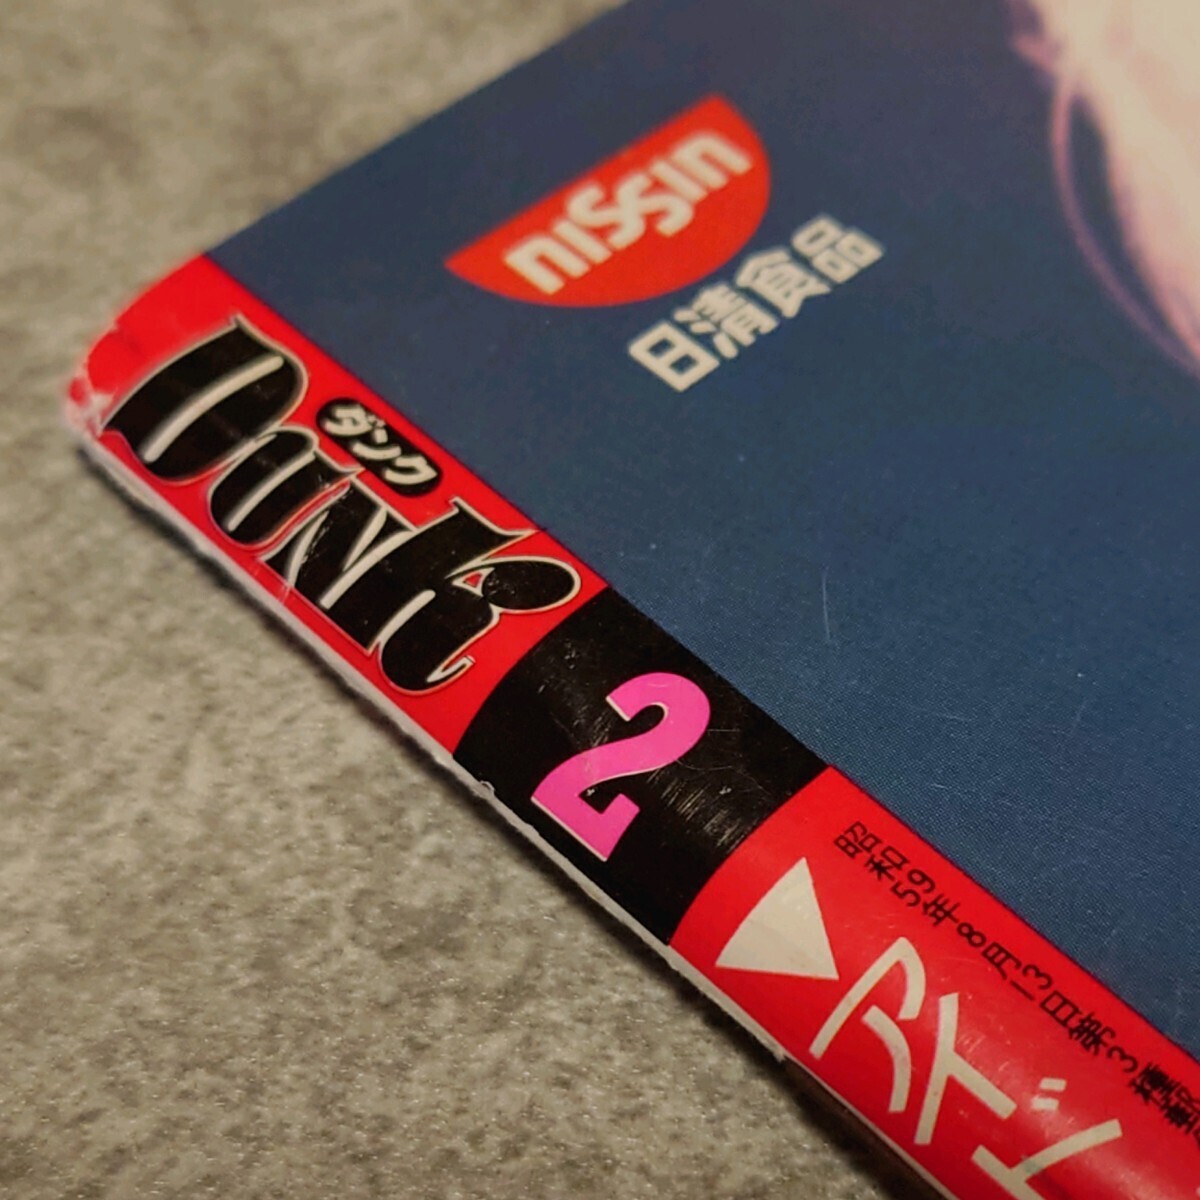 nissin
日清食品
Dunk
ダンク
2
昭和59年8月13日第3種郵
▼アイド